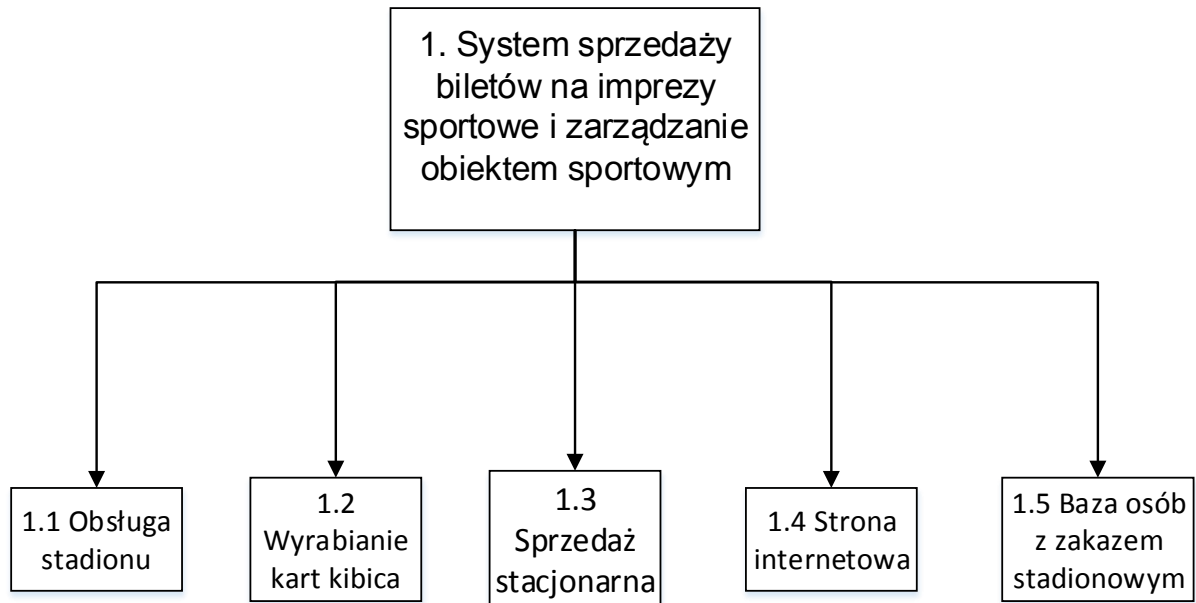 1. System sprzedaży
biletów na imprezy
sportowe i zarządzanie
obiektem sportowym
1.1 Obsługa
stadionu
1.2
Wyrabianie
kart kibica
1.3
Sprzedaż
stacjonarna
1.4 Strona
internetowa
1.5 Baza osób
z zakazem
stadionowym